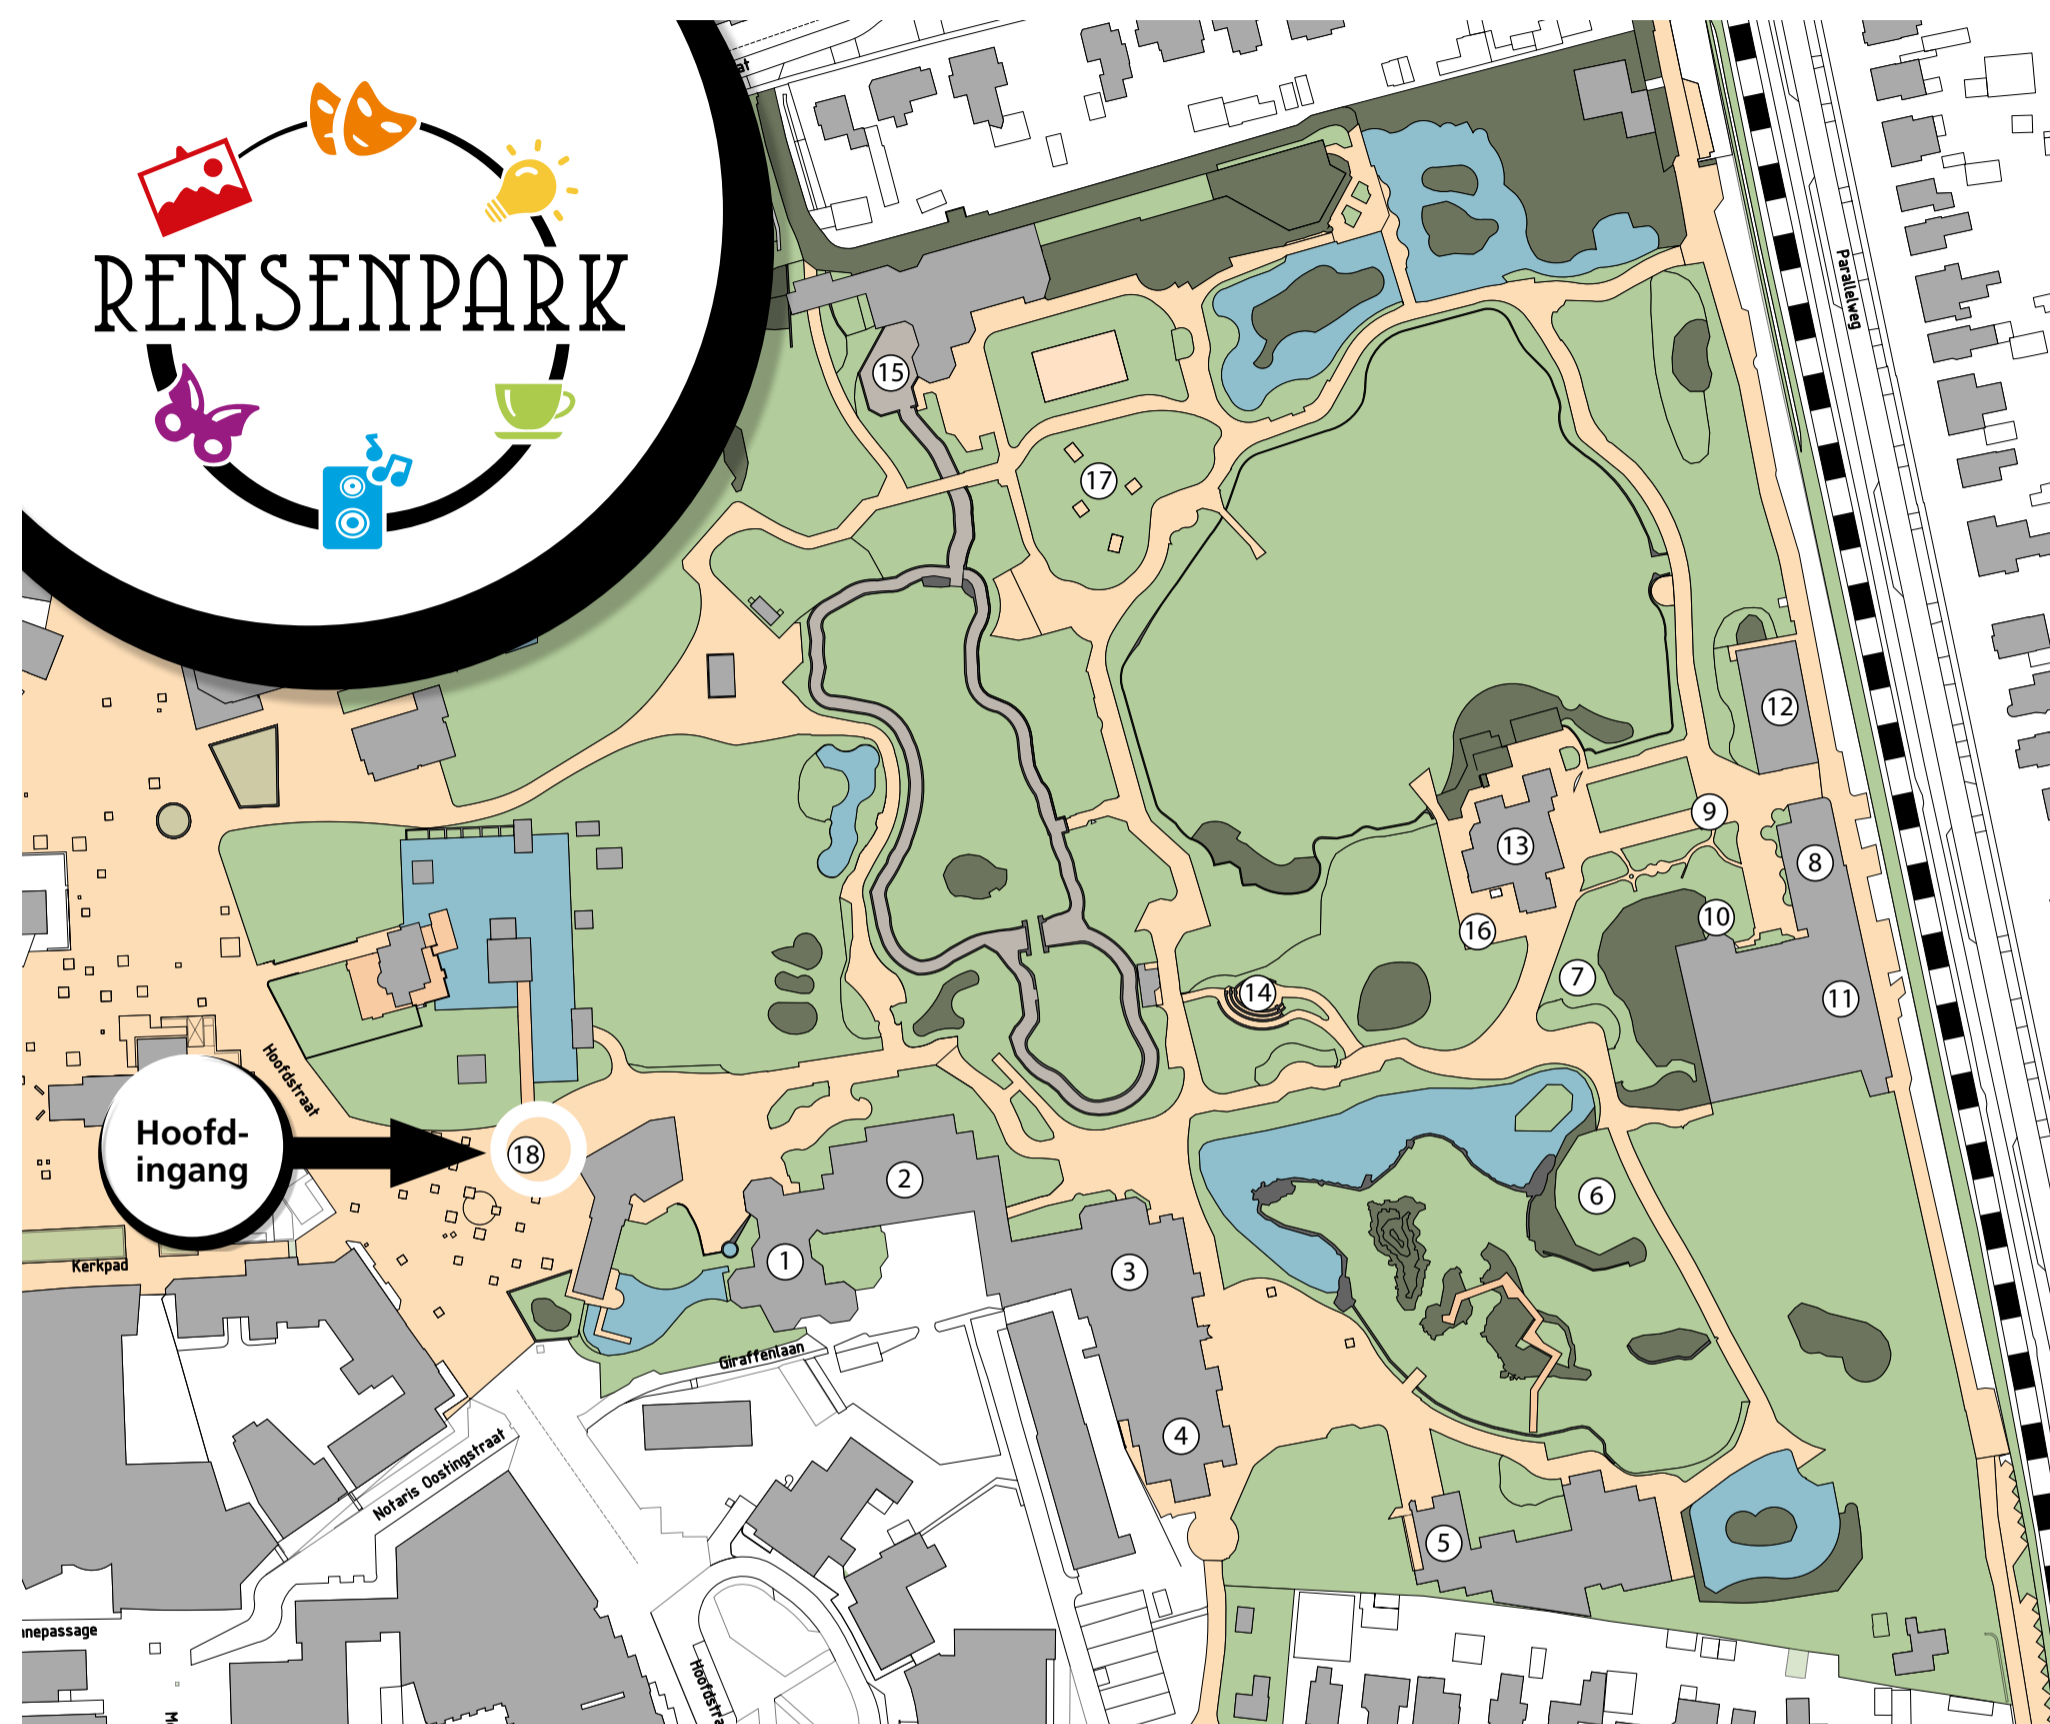 RENSENPARK
Parallelweg
15
17
12
9
13
8
10
16
7
11
14
Hoofdstraat
Hoofd-
ingang
18
2
6
1
3
Kerkpad
Giraffenlaan
4
Notaris Oostingstraat
5
nnepassage
Hoofdstra